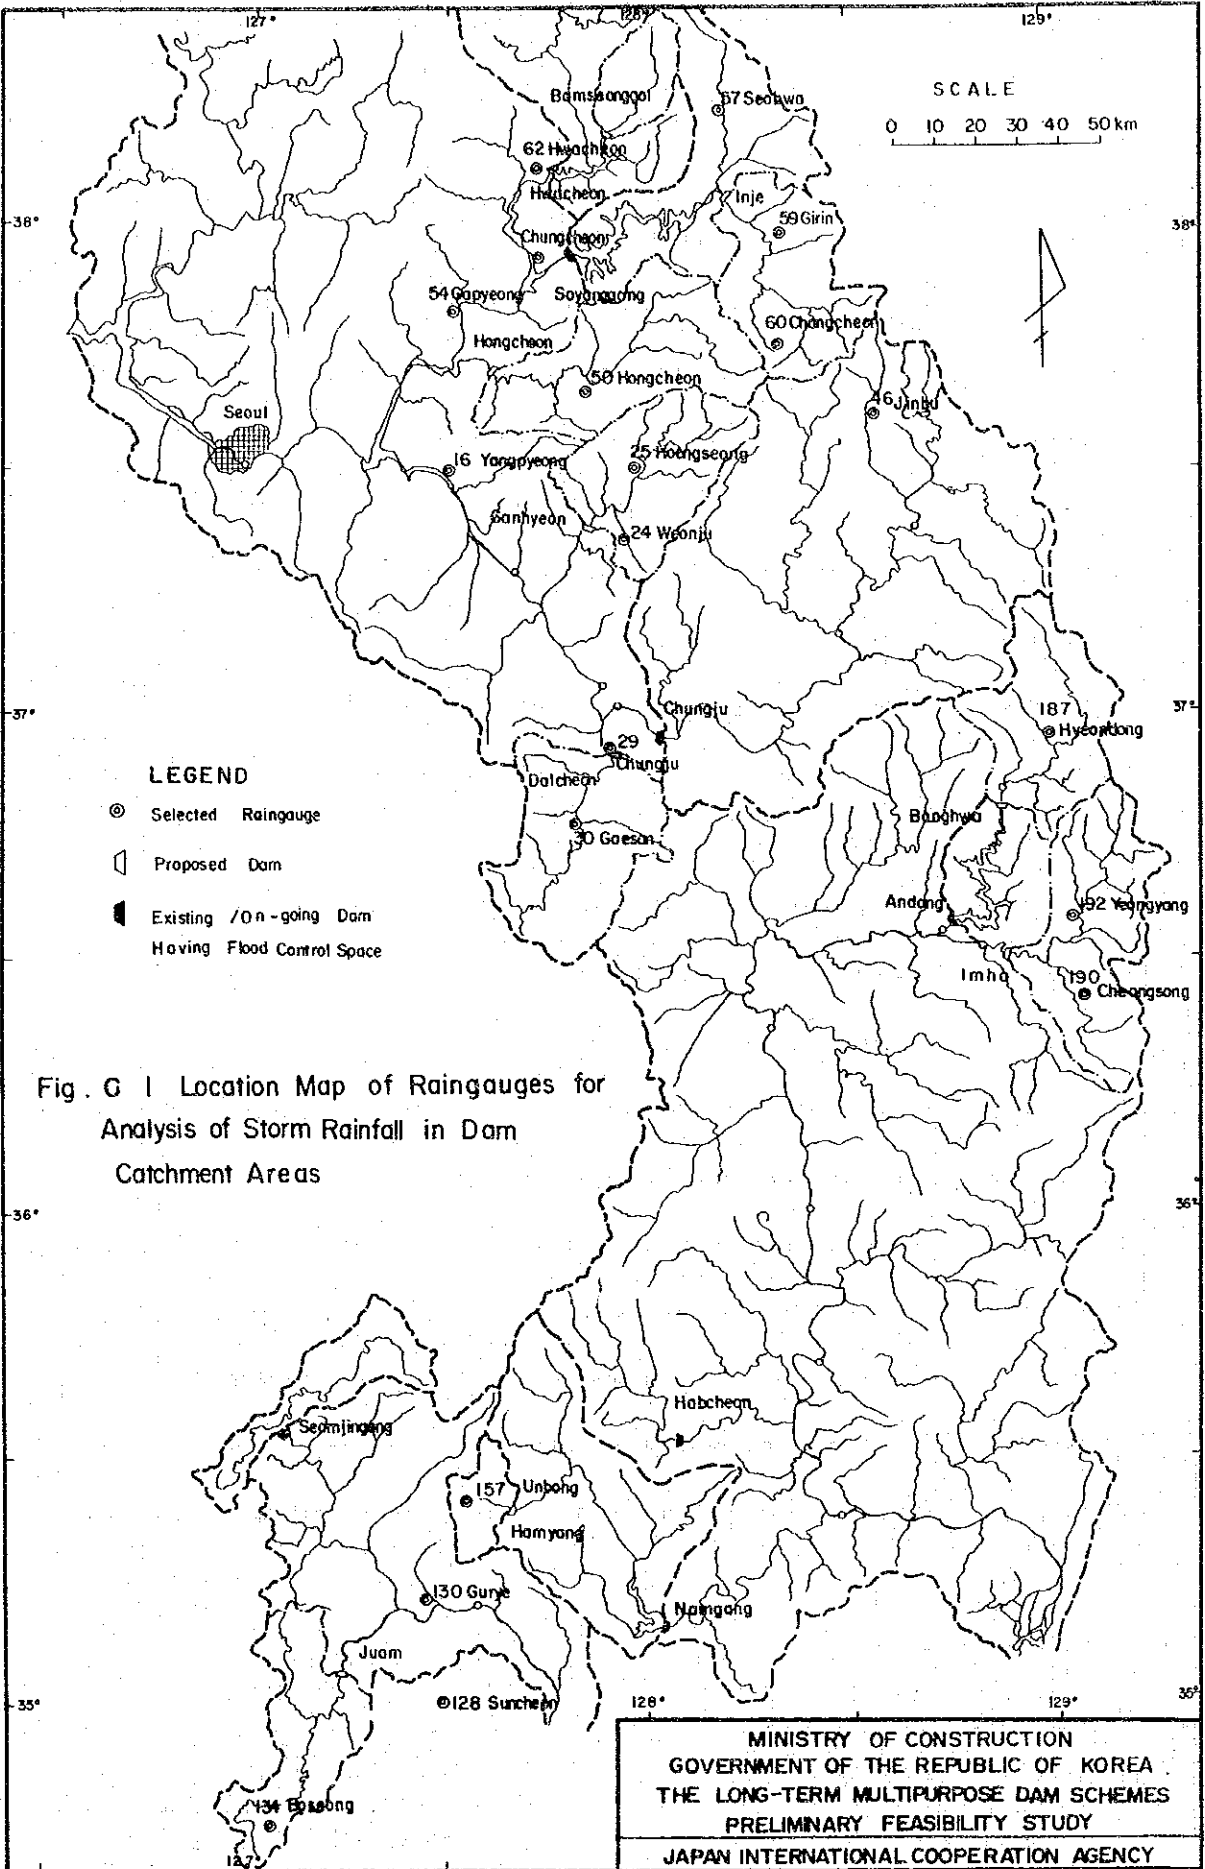 127°
128°
129°
SCALE
0 10 20 30 40 50 km
Bamseonggol
57 Seohwa
62 Hwacheon
Hwacheon
Inje
59 Girin
38°
38°
Chungcheon
54 Gapyeong
Soyanggang
60 Changcheon
Hongcheon
50 Hongcheon
46 Jinbu
Seoul
16 Yangpyeong
25 Hoengseong
Ganhyeon
24 Weonju
37°
Chungju
187
37°
Hyeondong
29
Chungju
Dalcheon
LEGEND
Selected Raingauge
Banghwa
30 Goesan
Proposed Dam
Andong
192 Yeongyang
Existing /On-going Dam
Having Flood Control Space
Imha
190
Cheongsong
Fig. G 1 Location Map of Raingauges for
Analysis of Storm Rainfall in Dam
Catchment Areas
36°
36°
Habcheon
Seomjingang
157
Unbong
Hamyang
130 Gurye
Namgang
Juam
128 Suncheon
35°
128°
129°
35°
134 Boseong
127°
MINISTRY OF CONSTRUCTION
GOVERNMENT OF THE REPUBLIC OF KOREA
THE LONG-TERM MULTIPURPOSE DAM SCHEMES
PRELIMINARY FEASIBILITY STUDY
JAPAN INTERNATIONAL COOPERATION AGENCY